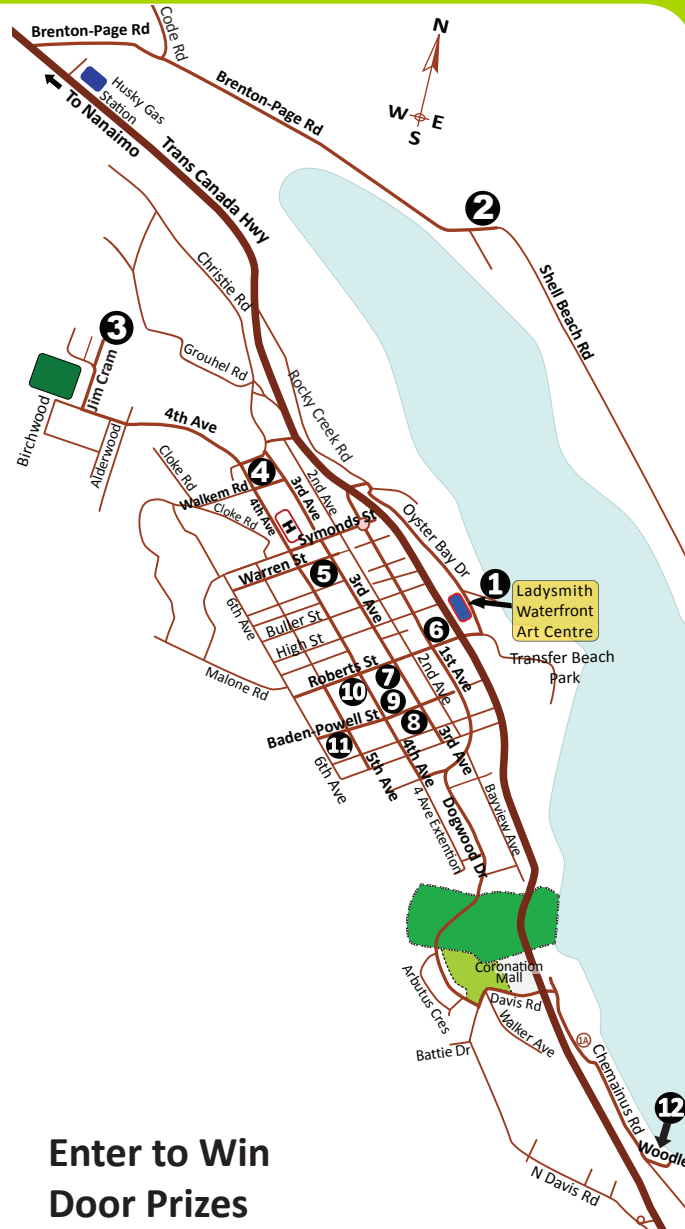 Brenton-Page Rd
Code Rd
N
W
E
S
Husky Gas
Station
To Nanaimo
Brenton-Page Rd
Trans Canada Hwy
2
Shell Beach Rd
Christie Rd
3
Jim Cram
Grouhel Rd
Rocky Creek Rd
Birchwood
Alderwood
4th Ave
Cloke Rd
4
Walkem Rd
3rd Ave
2nd Ave
4th Ave
Cloke Rd
H
Symonds St
Oyster Bay Dr
Warren St
5
1
Ladysmith
Waterfront
Art Centre
6th Ave
3rd Ave
Buller St
High St
6
1st Ave
Transfer Beach
Park
Malone Rd
Roberts St
7
2nd Ave
10
9
8
Baden-Powell St
11
6th Ave
5th Ave
4th Ave
3rd Ave
4 Ave Extention
Dogwood Dr
Bayview Ave
Coronation
Mall
Arbutus Cres
Davis Rd
Walker Ave
Battie Dr
1A
Chemainus Rd
12
Woodle
N Davis Rd
Enter to Win
Door Prizes